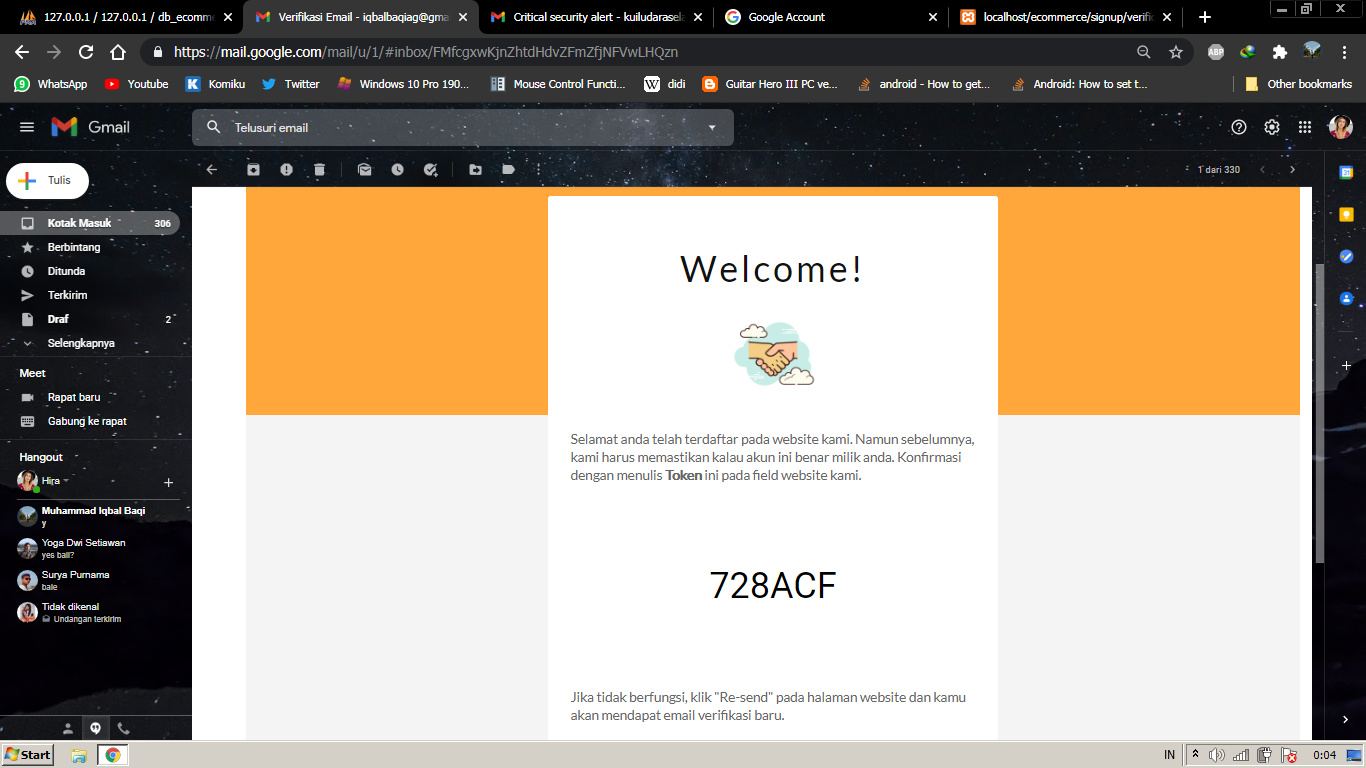 127.0.0.1 / 127.0.0.1 / db_ecomme
Verifikasi Email - iqbalbaqiag@gma
Critical security alert - kuiludarasela
Google Account
localhost/ecommerce/signup/verifi
https://mail.google.com/mail/u/1/#inbox/FMfcgxwKjnZhtdHdvZFmZfjNFVwLHQzn
ABP
WhatsApp
Youtube
Komiku
Twitter
Windows 10 Pro 190...
Mouse Control Functi...
didi
Guitar Hero III PC ve...
android - How to get...
Android: How to set t...
Other bookmarks
Gmail
Telusuri email
Tulis
1 dari 330
Kotak Masuk 306
Berbintang
Ditunda
Terkirim
Draf 2
Selengkapnya
Meet
Rapat baru
Gabung ke rapat
Hangout
Hira
Muhammad Iqbal Baqi
y
Yoga Dwi Setiawan
yes ball?
Surya Purnama
bale
Tidak dikenal
Undangan terkirim
Welcome!
Selamat anda telah terdaftar pada website kami. Namun sebelumnya,
kami harus memastikan kalau akun ini benar milik anda. Konfirmasi
dengan menulis Token ini pada field website kami.
728ACF
Jika tidak berfungsi, klik "Re-send" pada halaman website dan kamu
akan mendapat email verifikasi baru.
Start
IN
0:04